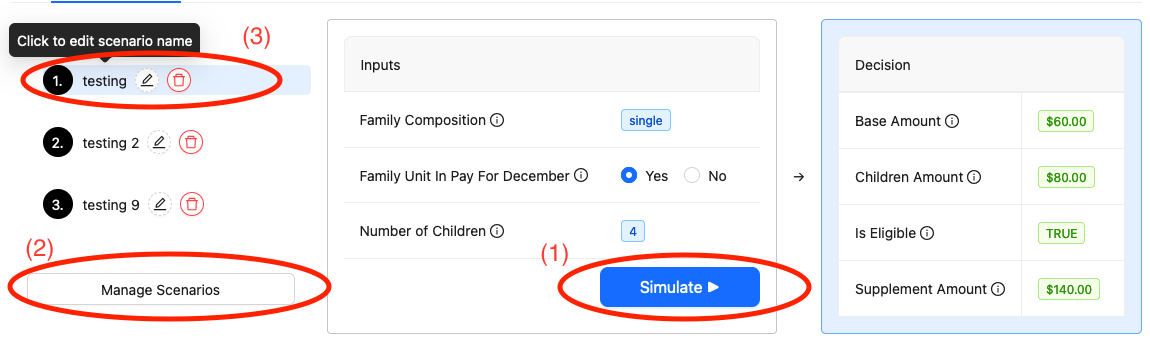 Click to edit scenario name
(3)
1. testing
2. testing 2
3. testing 9
(2)
Manage Scenarios
Inputs
Family Composition single
Family Unit In Pay For December Yes No
Number of Children 4
(1)
Simulate
Decision
Base Amount $60.00
Children Amount $80.00
Is Eligible TRUE
Supplement Amount $140.00